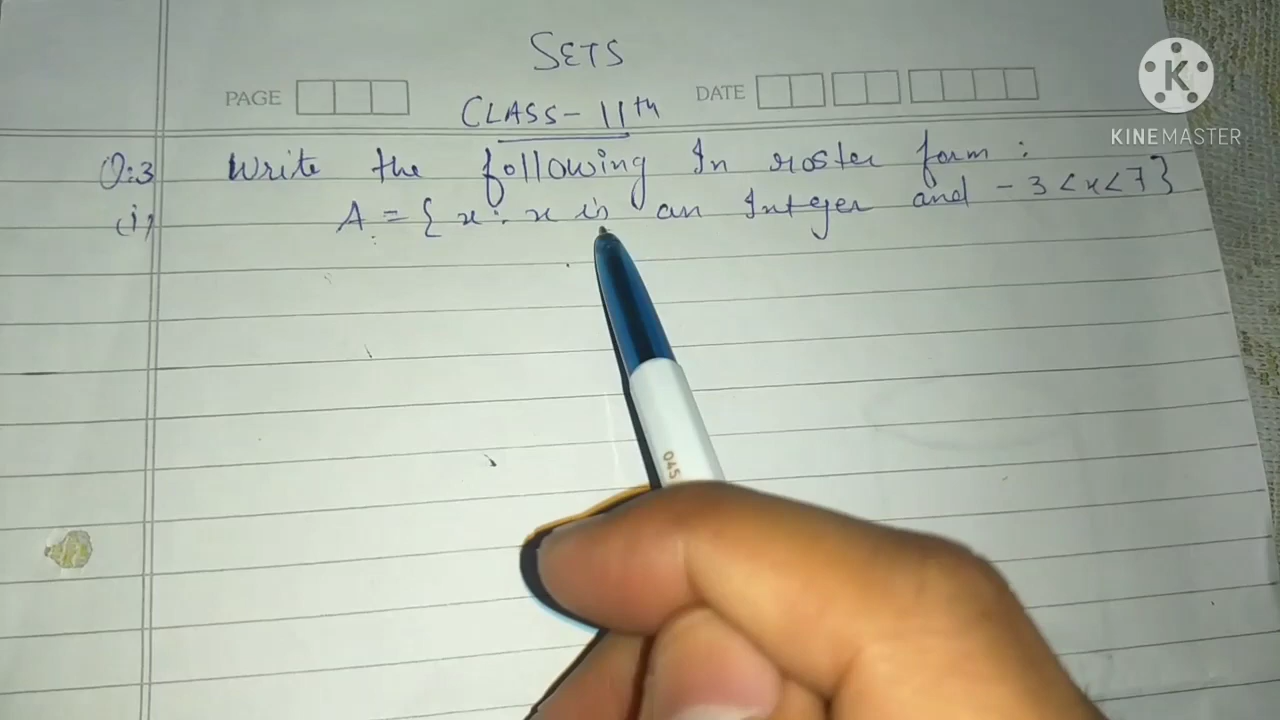 SETS
PAGE
DATE
CLASS - 11th
KINEMASTER
Q:3 Write the following In roster form :
(i) A = { x : x is an Integer and - 3 < x < 7 }
045